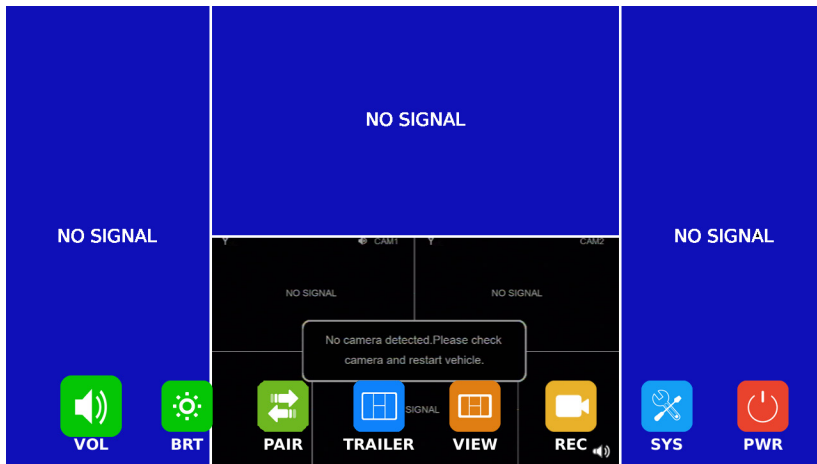 NO SIGNAL
NO SIGNAL
NO SIGNAL
CAM1
CAM2
NO SIGNAL
NO SIGNAL
No camera detected.Please check
camera and restart vehicle.
SIGNAL
VOL
BRT
PAIR
TRAILER
VIEW
REC
SYS
PWR